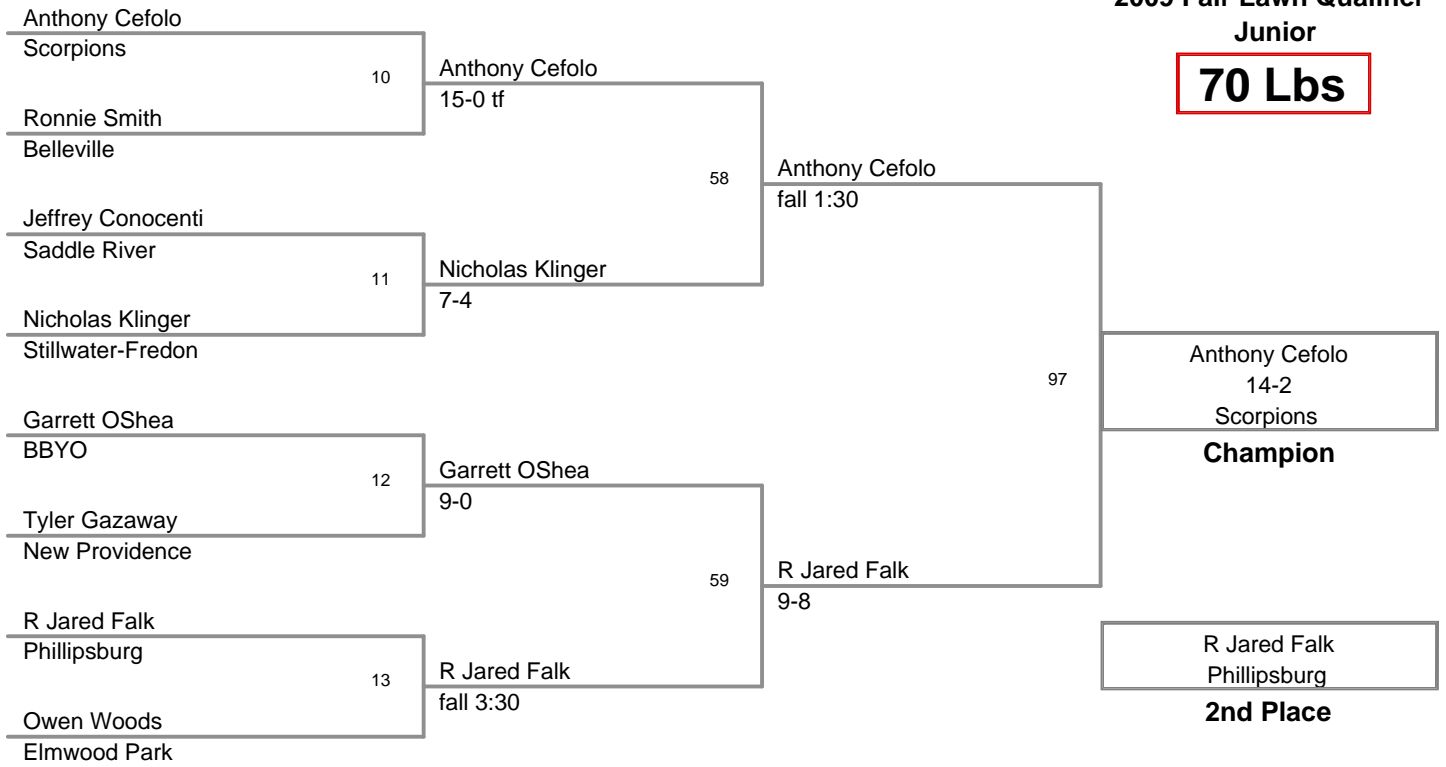 2009 Fair Lawn Qualifier
Junior
70 Lbs
Anthony Cefolo
Scorpions
10
Ronnie Smith
Belleville
Anthony Cefolo
15-0 tf
Jeffrey Conocenti
Saddle River
11
Nicholas Klinger
Stillwater-Fredon
Nicholas Klinger
7-4
58
Anthony Cefolo
fall 1:30
Garrett OShea
BBYO
12
Tyler Gazaway
New Providence
Garrett OShea
9-0
R Jared Falk
Phillipsburg
13
Owen Woods
Elmwood Park
R Jared Falk
fall 3:30
59
R Jared Falk
9-8
97
Anthony Cefolo
14-2
Scorpions
Champion
R Jared Falk
Phillipsburg
2nd Place